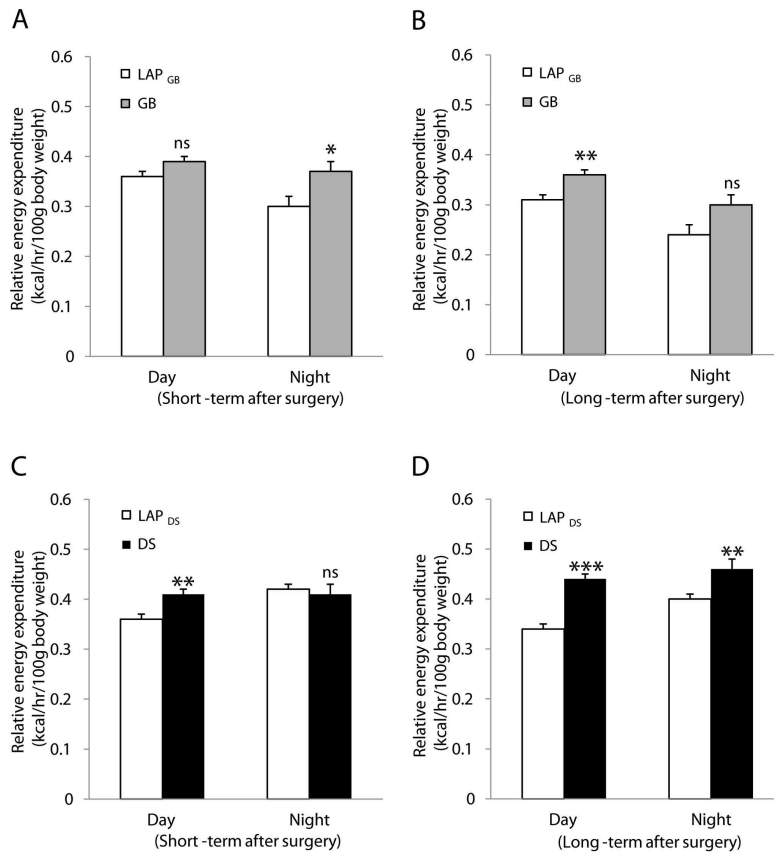 A
Relative energy expenditure
(kcal/hr/100g body weight)
0.6
0.5
0.4
0.3
0.2
0.1
0
LAP GB
GB
ns
*
Day
Night
(Short -term after surgery)
B
Relative energy expenditure
(kcal/hr/100g body weight)
0.6
0.5
0.4
0.3
0.2
0.1
0
LAP GB
GB
**
ns
Day
Night
(Long -term after surgery)
C
Relative energy expenditure
(kcal/hr/100g body weight)
0.6
0.5
0.4
0.3
0.2
0.1
0
LAP DS
DS
**
ns
Day
Night
(Short -term after surgery)
D
Relative energy expenditure
(kcal/hr/100g body weight)
0.6
0.5
0.4
0.3
0.2
0.1
0
LAP DS
DS
***
**
Day
Night
(Long -term after surgery)